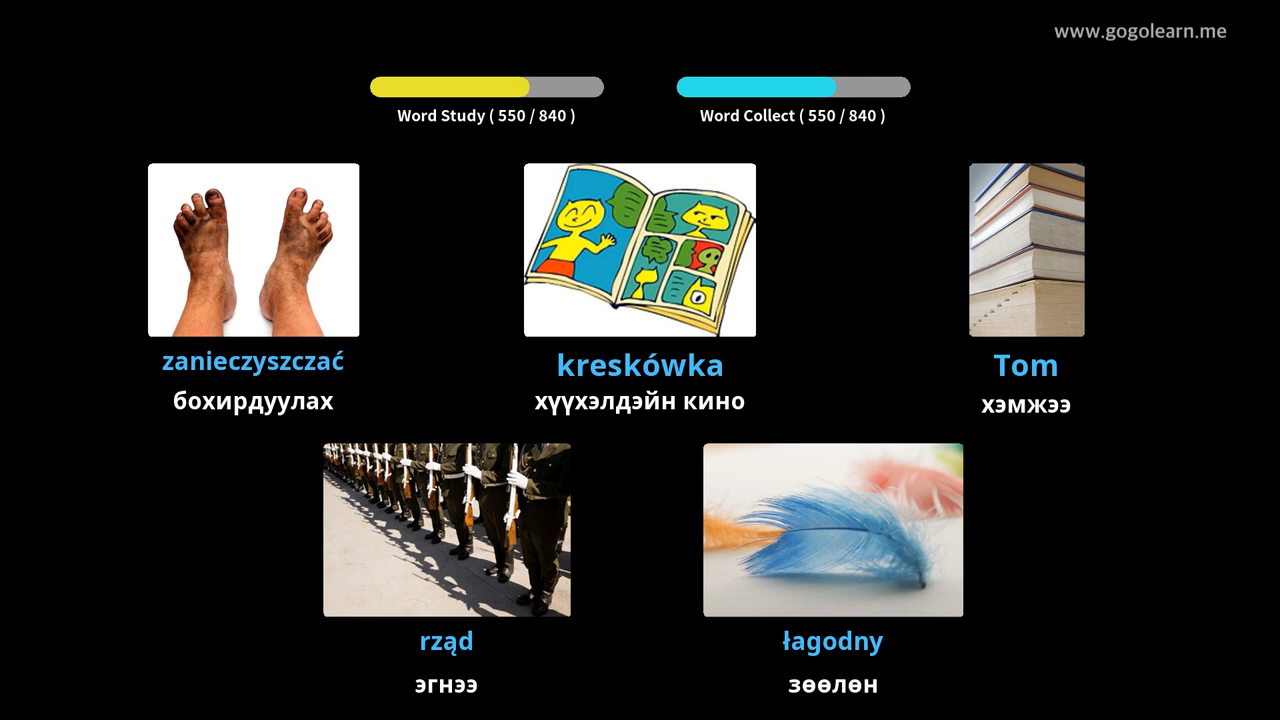 www.gogolearn.me
Word Study ( 550 / 840 )
Word Collect ( 550 / 840 )
zanieczyszczać
бохирдуулах
kreskówka
хүүхэлдэйн кино
Tom
хэмжээ
rząd
эгнээ
łagodny
зөөлөн